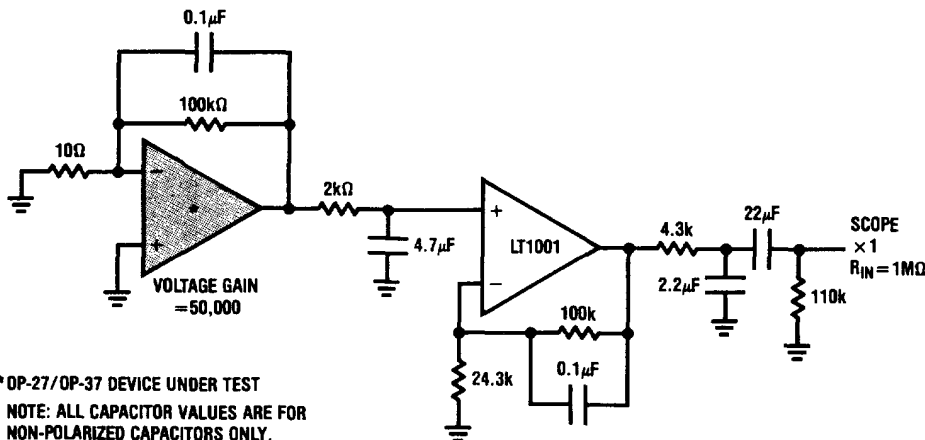 0.1μF
100kΩ
10Ω
−
*
+
VOLTAGE GAIN
=50,000
2kΩ
4.7μF
+
LT1001
−
4.3k
22μF
SCOPE
×1
R_IN=1MΩ
2.2μF
110k
100k
24.3k
0.1μF
*OP-27/OP-37 DEVICE UNDER TEST
NOTE: ALL CAPACITOR VALUES ARE FOR
NON-POLARIZED CAPACITORS ONLY.